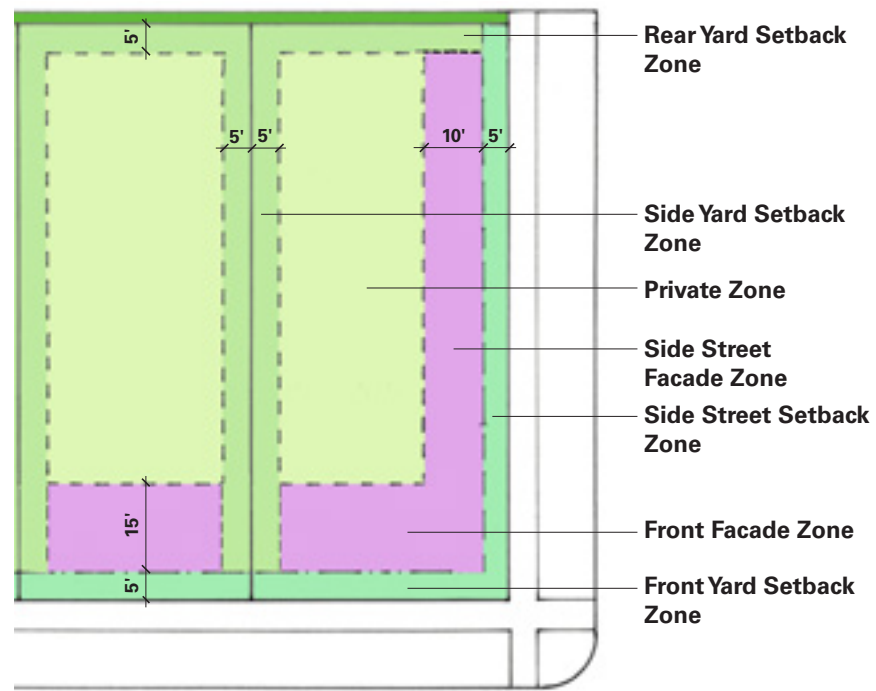 5'
Rear Yard Setback
Zone
5' 5' 10' 5'
Side Yard Setback
Zone
Private Zone
Side Street
Facade Zone
Side Street Setback
Zone
15'
Front Facade Zone
5'
Front Yard Setback
Zone